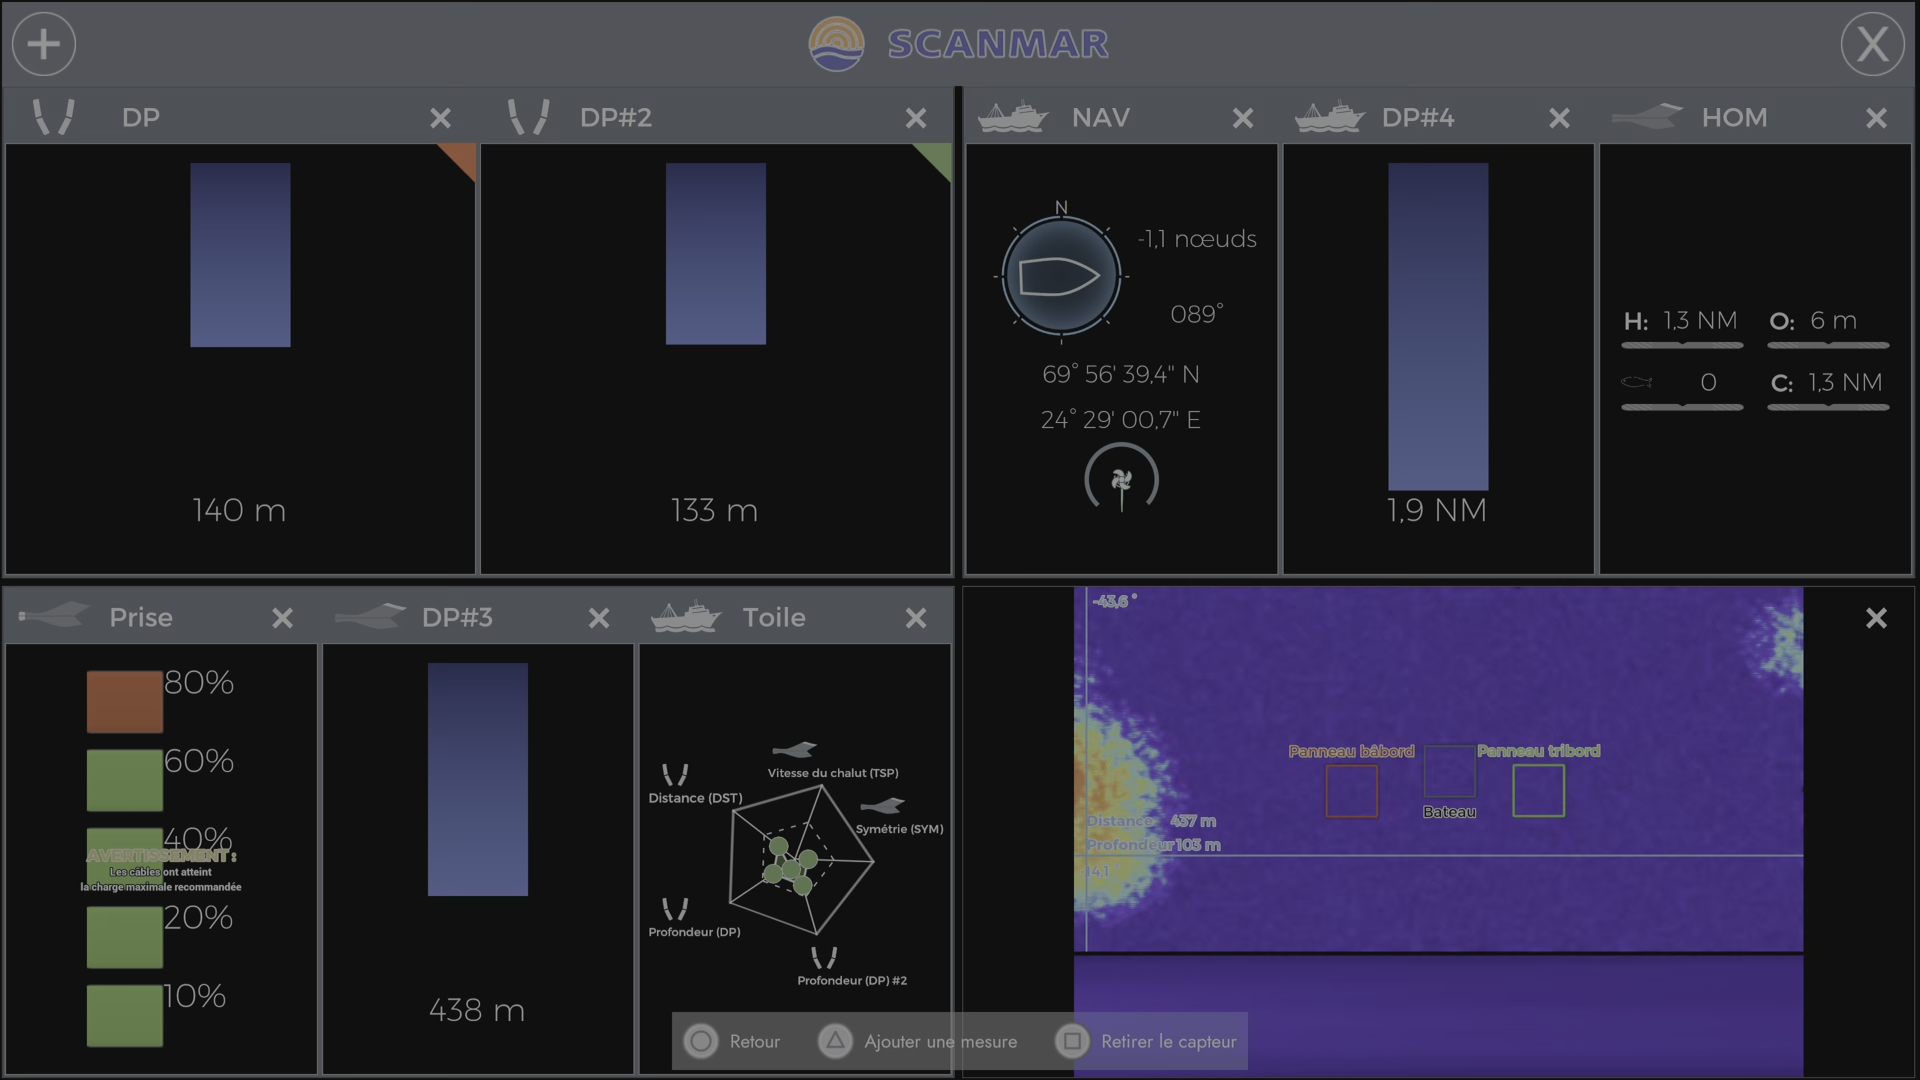 SCANMAR
X
DP
DP#2
NAV
DP#4
HOM
140 m
133 m
N
-1,1 nœuds
089°
69° 56' 39,4" N
24° 29' 00,7" E
1,9 NM
H: 1,3 NM
O: 6 m
0
C: 1,3 NM
Prise
DP#3
Toile
80%
60%
40%
AVERTISSEMENT :
Les câbles ont atteint
la charge maximale recommandée
20%
10%
438 m
Vitesse du chalut (TSP)
Distance (DST)
Symétrie (SYM)
Profondeur (DP)
Profondeur (DP) #2
-43,6 °
Panneau bâbord
Panneau tribord
Bateau
Distance 437 m
Profondeur 103 m
Retour
Ajouter une mesure
Retirer le capteur